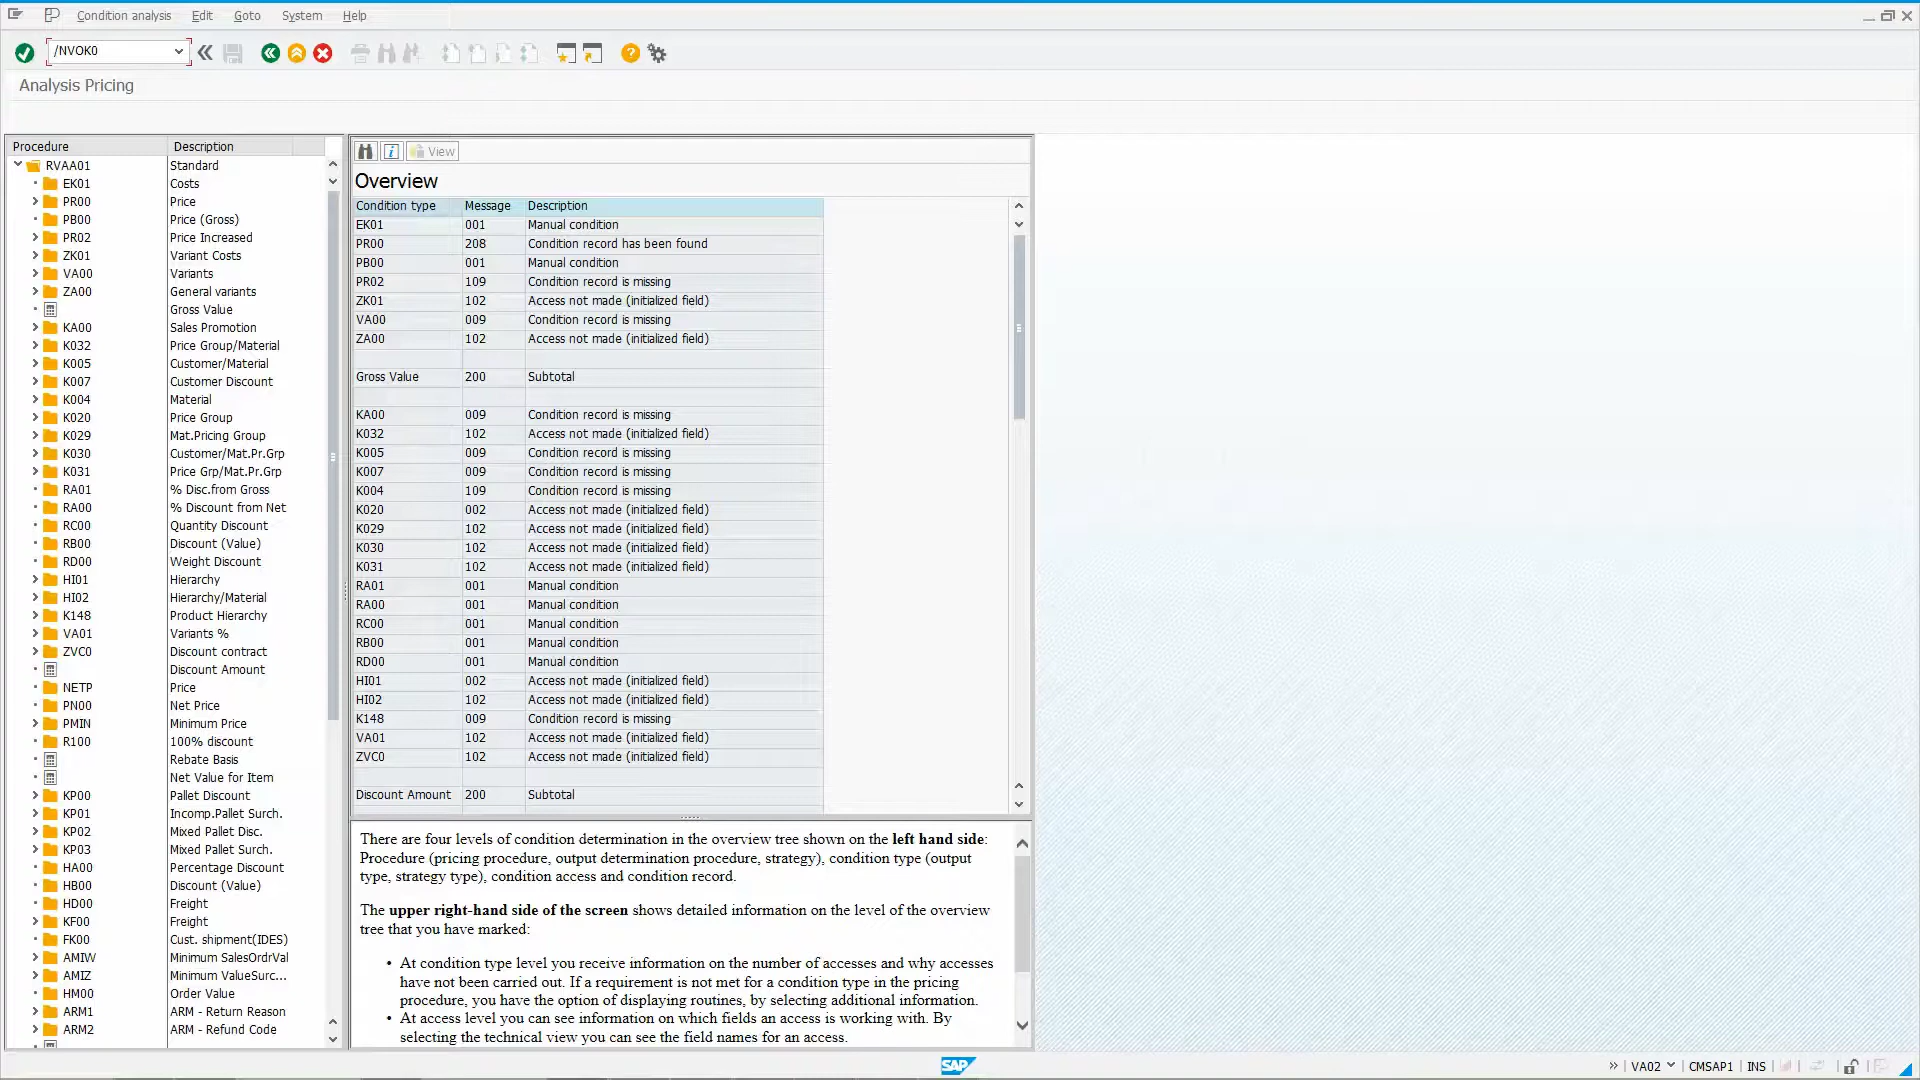 Condition analysis Edit Goto System Help
/NVOK0
Analysis Pricing
Procedure Description
RVAA01 Standard
EK01 Costs
PR00 Price
PB00 Price (Gross)
PR02 Price Increased
ZK01 Variant Costs
VA00 Variants
ZA00 General variants
Gross Value
KA00 Sales Promotion
K032 Price Group/Material
K005 Customer/Material
K007 Customer Discount
K004 Material
K020 Price Group
K029 Mat.Pricing Group
K030 Customer/Mat.Pr.Grp
K031 Price Grp/Mat.Pr.Grp
RA01 % Disc.from Gross
RA00 % Discount from Net
RC00 Quantity Discount
RB00 Discount (Value)
RD00 Weight Discount
HI01 Hierarchy
HI02 Hierarchy/Material
K148 Product Hierarchy
VA01 Variants %
ZVC0 Discount contract
Discount Amount
NETP Price
PN00 Net Price
PMIN Minimum Price
R100 100% discount
Rebate Basis
Net Value for Item
KP00 Pallet Discount
KP01 Incomp.Pallet Surch.
KP02 Mixed Pallet Disc.
KP03 Mixed Pallet Surch.
HA00 Percentage Discount
HB00 Discount (Value)
HD00 Freight
KF00 Freight
FK00 Cust. shipment(IDES)
AMIW Minimum SalesOrdrVal
AMIZ Minimum ValueSurc...
HM00 Order Value
ARM1 ARM - Return Reason
ARM2 ARM - Refund Code
View
Overview
Condition type Message Description
EK01 001 Manual condition
PR00 208 Condition record has been found
PB00 001 Manual condition
PR02 109 Condition record is missing
ZK01 102 Access not made (initialized field)
VA00 009 Condition record is missing
ZA00 102 Access not made (initialized field)
Gross Value 200 Subtotal
KA00 009 Condition record is missing
K032 102 Access not made (initialized field)
K005 009 Condition record is missing
K007 009 Condition record is missing
K004 109 Condition record is missing
K020 002 Access not made (initialized field)
K029 102 Access not made (initialized field)
K030 102 Access not made (initialized field)
K031 102 Access not made (initialized field)
RA01 001 Manual condition
RA00 001 Manual condition
RC00 001 Manual condition
RB00 001 Manual condition
RD00 001 Manual condition
HI01 002 Access not made (initialized field)
HI02 102 Access not made (initialized field)
K148 009 Condition record is missing
VA01 102 Access not made (initialized field)
ZVC0 102 Access not made (initialized field)
Discount Amount 200 Subtotal
There are four levels of condition determination in the overview tree shown on the left hand side:
Procedure (pricing procedure, output determination procedure, strategy), condition type (output
type, strategy type), condition access and condition record.
The upper right-hand side of the screen shows detailed information on the level of the overview
tree that you have marked:
• At condition type level you receive information on the number of accesses and why accesses
have not been carried out. If a requirement is not met for a condition type in the pricing
procedure, you have the option of displaying routines, by selecting additional information.
• At access level you can see information on which fields an access is working with. By
selecting the technical view you can see the field names for an access.
SAP
VA02 CMSAP1 INS